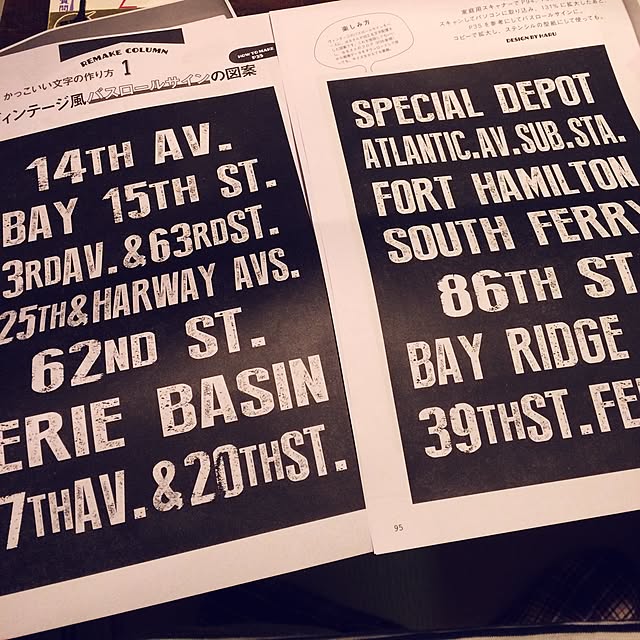 REMAKE COLUMN
かっこいい文字の作り方 1
HOW TO MAKE
P35
ィンテージ風バスロールサインの図案
14TH AV.
BAY 15TH ST.
3RDAV.&63RDST.
25TH&HARWAY AVS.
62ND ST.
ERIE BASIN
7THAV.&20THST.
楽しみ方
家庭用スキャナーでP94、
スキャンしてパソコンに取り込み、131%に拡大したあと、
P35を参考にしてバスロールサインに。
コピーで拡大し、ステンシルの型紙にして使っても。
DESIGN BY HARU
SPECIAL DEPOT
ATLANTIC.AV.SUB.STA.
FORT HAMILTON
SOUTH FERRY
86TH ST
BAY RIDGE
39THST.FE
95